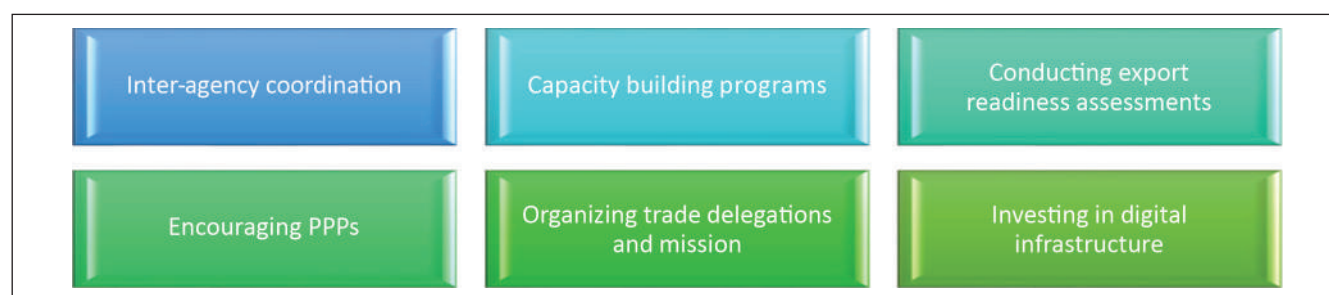 Inter-agency coordination
Capacity building programs
Conducting export
readiness assessments
Encouraging PPPs
Organizing trade delegations
and mission
Investing in digital
infrastructure